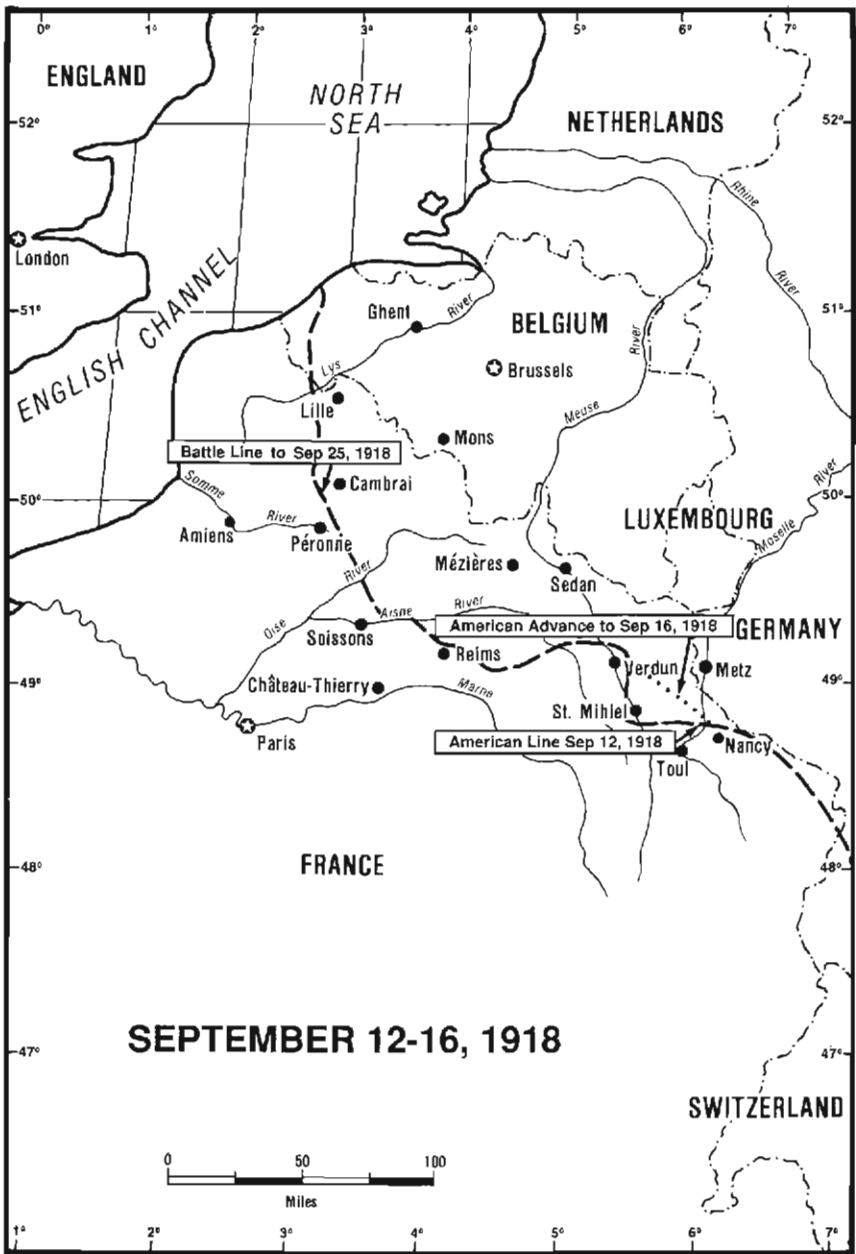 0° 1° 2° 3° 4° 5° 6° 7°
ENGLAND
NORTH
SEA
NETHERLANDS
52° 52°
Rhine
River
London
ENGLISH CHANNEL
51° 51°
Ghent
River
Lys
BELGIUM
Brussels
River
Meuse
Lille
Mons
Battle Line to Sep 25, 1918
Cambrai
Somme
River
50° 50°
Amiens
Péronne
LUXEMBOURG
River
Moselle
Mézières
Sedan
Oise
River
Aisne
River
Soissons
American Advance to Sep 16, 1918
GERMANY
Reims
Verdun
Metz
49° 49°
Château-Thierry
Marne
St. Mihiel
Paris
American Line Sep 12, 1918
Nancy
Toul
48° 48°
FRANCE
SEPTEMBER 12-16, 1918
47° 47°
SWITZERLAND
0 50 100
Miles
1° 2° 3° 4° 5° 6° 7°